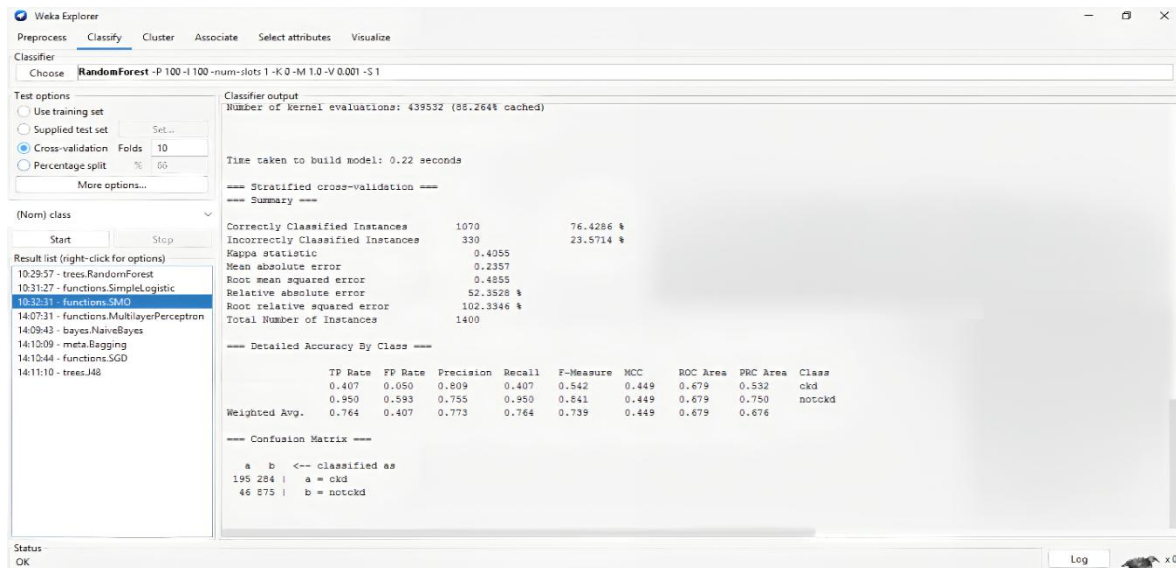 Weka Explorer
Preprocess Classify Cluster Associate Select attributes Visualize
Classifier
Choose RandomForest -P 100 -I 100 -num-slots 1 -K 0 -M 1.0 -V 0.001 -S 1
Test options
Use training set
Supplied test set Set...
Cross-validation Folds 10
Percentage split % 66
More options...
(Nom) class
Start Stop
Result list (right-click for options)
10:29:57 - trees.RandomForest
10:31:27 - functions.SimpleLogistic
10:32:31 - functions.SMO
14:07:31 - functions.MultilayerPerceptron
14:09:43 - bayes.NaiveBayes
14:10:09 - meta.Bagging
14:10:44 - functions.SGD
14:11:10 - trees.J48
Classifier output
Number of kernel evaluations: 439532 (88.264% cached)
Time taken to build model: 0.22 seconds
=== Stratified cross-validation ===
=== Summary ===
Correctly Classified Instances 1070 76.4286 %
Incorrectly Classified Instances 330 23.5714 %
Kappa statistic 0.4055
Mean absolute error 0.2357
Root mean squared error 0.4855
Relative absolute error 52.3528 %
Root relative squared error 102.3346 %
Total Number of Instances 1400
=== Detailed Accuracy By Class ===
TP Rate FP Rate Precision Recall F-Measure MCC ROC Area PRC Area Class
0.407 0.050 0.809 0.407 0.542 0.449 0.679 0.532 ckd
0.950 0.593 0.755 0.950 0.841 0.449 0.679 0.750 notckd
Weighted Avg. 0.764 0.407 0.773 0.764 0.739 0.449 0.679 0.676
=== Confusion Matrix ===
a b <-- classified as
195 284 | a = ckd
46 875 | b = notckd
Status
OK
Log
x 0